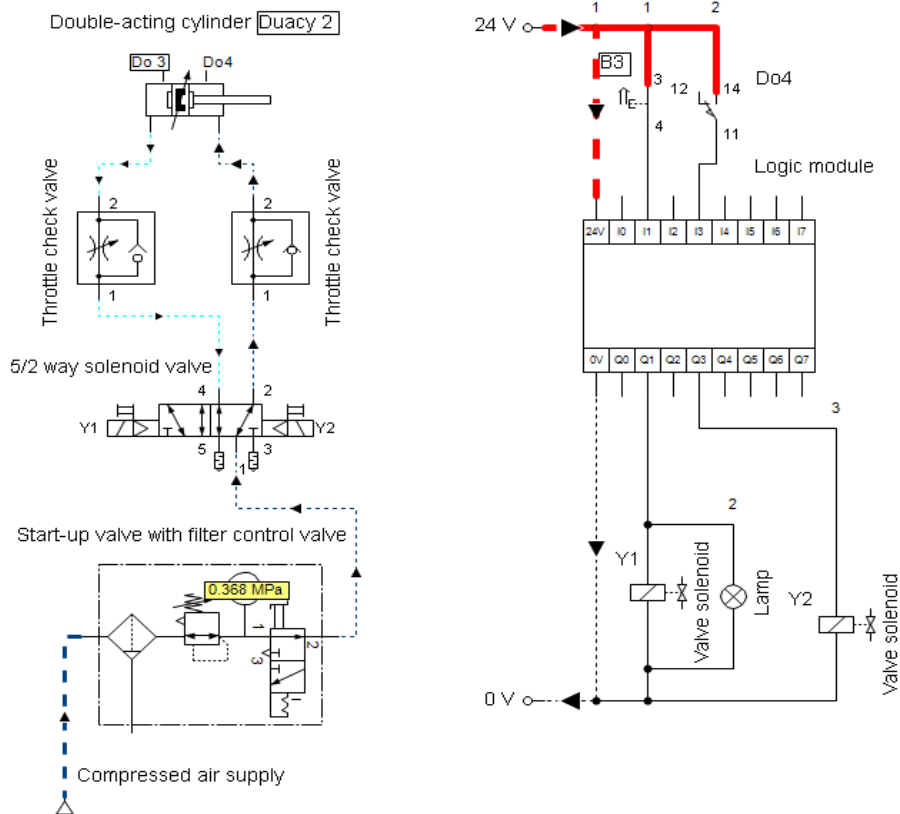 Double-acting cylinder Duacy 2
Do 3
Do4
Throttle check valve
2
1
2
1
Throttle check valve
5/2 way solenoid valve
4
2
Y1
Y2
5
1
3
Start-up valve with filter control valve
0.368 MPa
1
2
3
Compressed air supply
1
1
2
24 V
B3
3
4
12
14
11
Do4
Logic module
24V I0 I1 I2 I3 I4 I5 I6 I7
0V Q0 Q1 Q2 Q3 Q4 Q5 Q6 Q7
3
2
Y1
Valve solenoid
Lamp
Y2
Valve solenoid
0 V